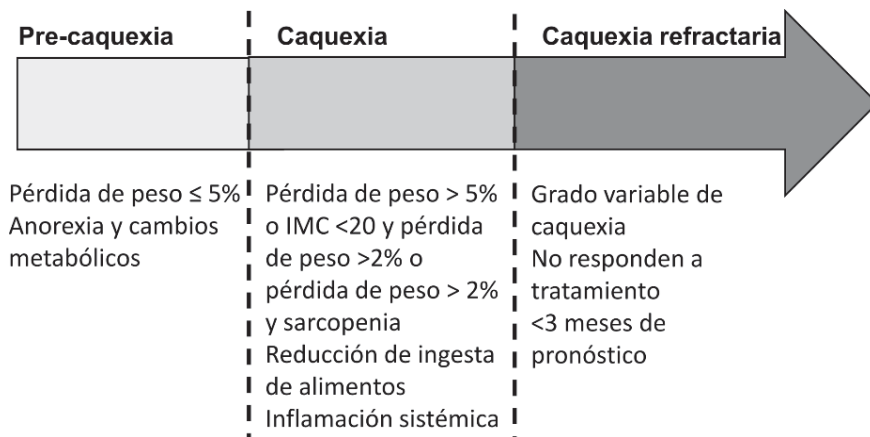 Pre-caquexia
Caquexia
Caquexia refractaria
Pérdida de peso ≤ 5%
Anorexia y cambios
metabólicos
Pérdida de peso > 5%
o IMC <20 y pérdida
de peso >2% o
pérdida de peso > 2%
y sarcopenia
Reducción de ingesta
de alimentos
Inflamación sistémica
Grado variable de
caquexia
No responden a
tratamiento
<3 meses de
pronóstico